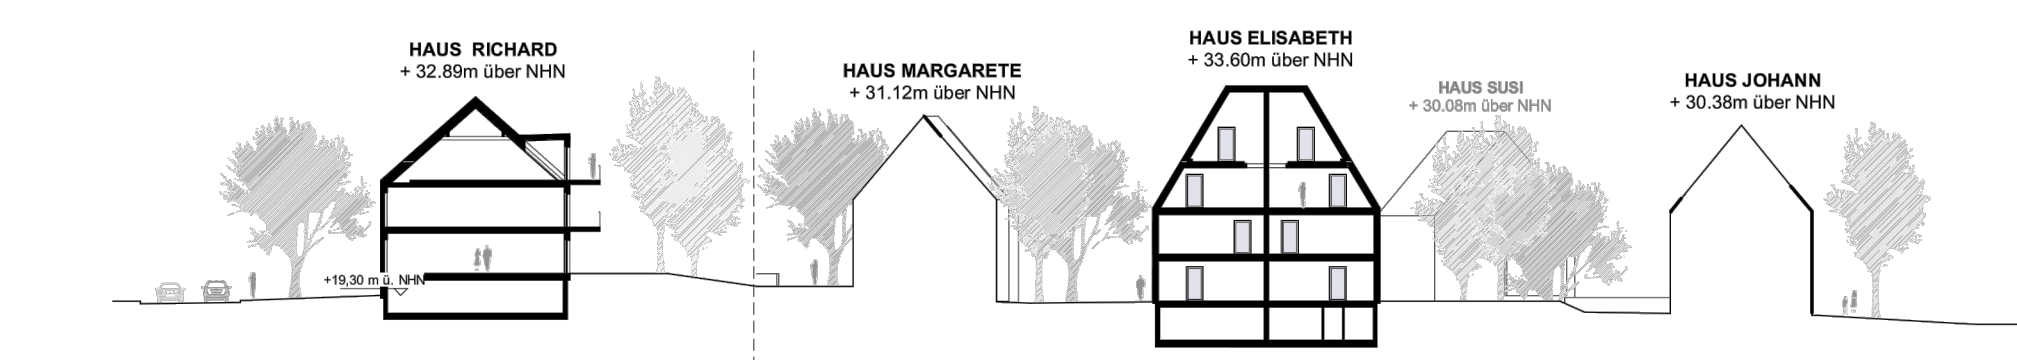 HAUS RICHARD
+ 32.89m über NHN
HAUS MARGARETE
+ 31.12m über NHN
HAUS ELISABETH
+ 33.60m über NHN
HAUS SUSI
+ 30.08m über NHN
HAUS JOHANN
+ 30.38m über NHN
+19,30 m ü. NHN